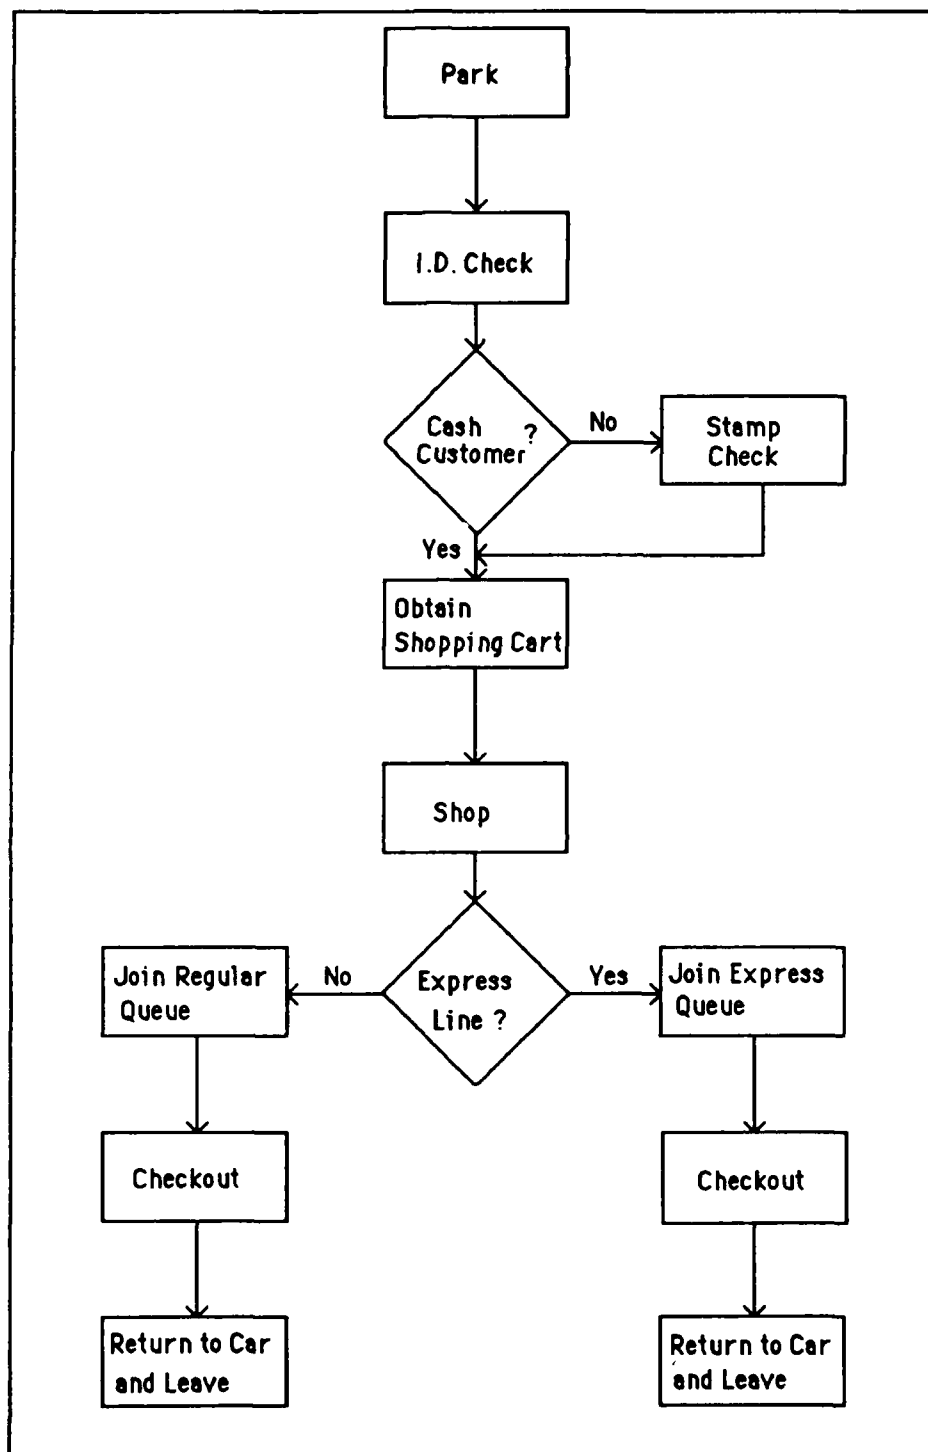 Park
I.D. Check
Cash
Customer ?
No
Stamp
Check
Yes
Obtain
Shopping Cart
Shop
Express
Line ?
No
Yes
Join Regular
Queue
Join Express
Queue
Checkout
Checkout
Return to Car
and Leave
Return to Car
and Leave